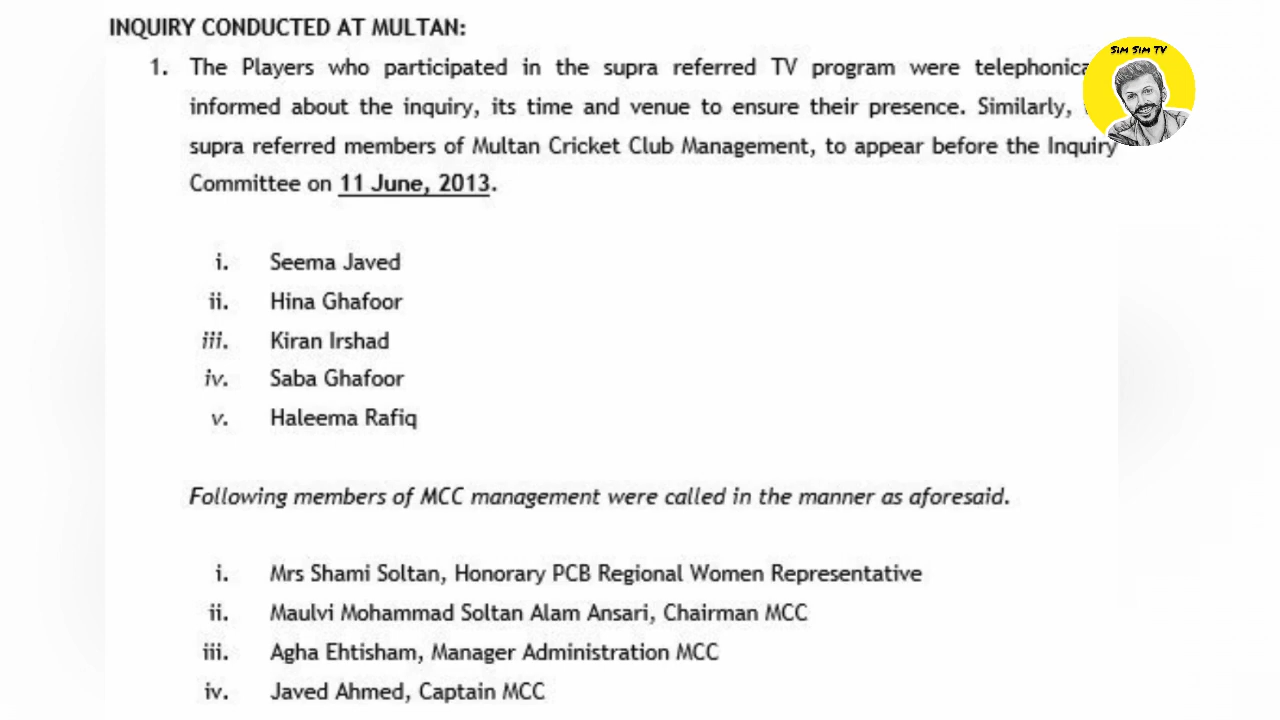 INQUIRY CONDUCTED AT MULTAN:
1. The Players who participated in the supra referred TV program were
informed about the inquiry, its time and venue to ensure their presence. Similarly,
supra referred members of Multan Cricket Club Management, to appear before the Inquiry
Committee on 11 June, 2013.
i. Seema Javed
ii. Hina Ghafoor
iii. Kiran Irshad
iv. Saba Ghafoor
v. Haleema Rafiq
Following members of MCC management were called in the manner as aforesaid.
i. Mrs Shami Soltan, Honorary PCB Regional Women Representative
ii. Maulvi Mohammad Soltan Alam Ansari, Chairman MCC
iii. Agha Ehtisham, Manager Administration MCC
iv. Javed Ahmed, Captain MCC
SIM SIM TV